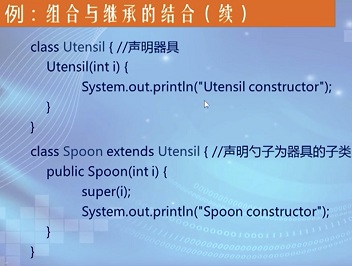 例：组合与继承的结合（续）
class Utensil { //声明器具
Utensil(int i) {
System.out.println("Utensil constructor");
}
}
class Spoon extends Utensil { //声明勺子为器具的子类
public Spoon(int i) {
super(i);
System.out.println("Spoon constructor");
}
}